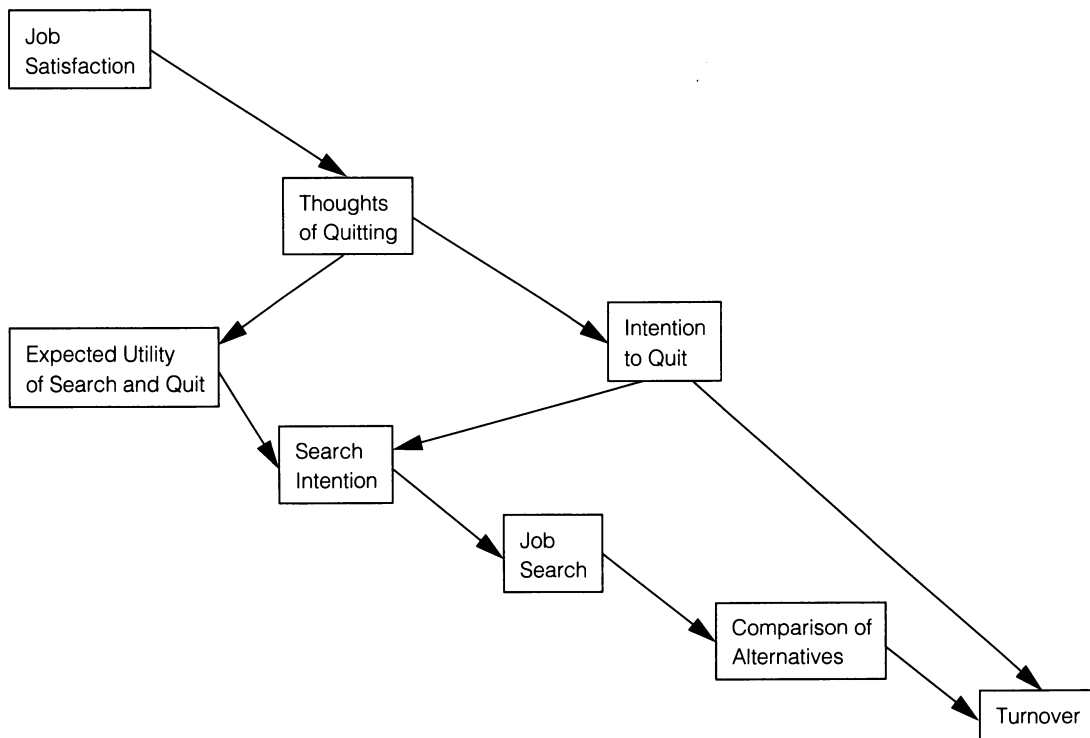 Job
Satisfaction
Thoughts
of Quitting
Intention
to Quit
Expected Utility
of Search and Quit
Search
Intention
Job
Search
Comparison of
Alternatives
Turnover